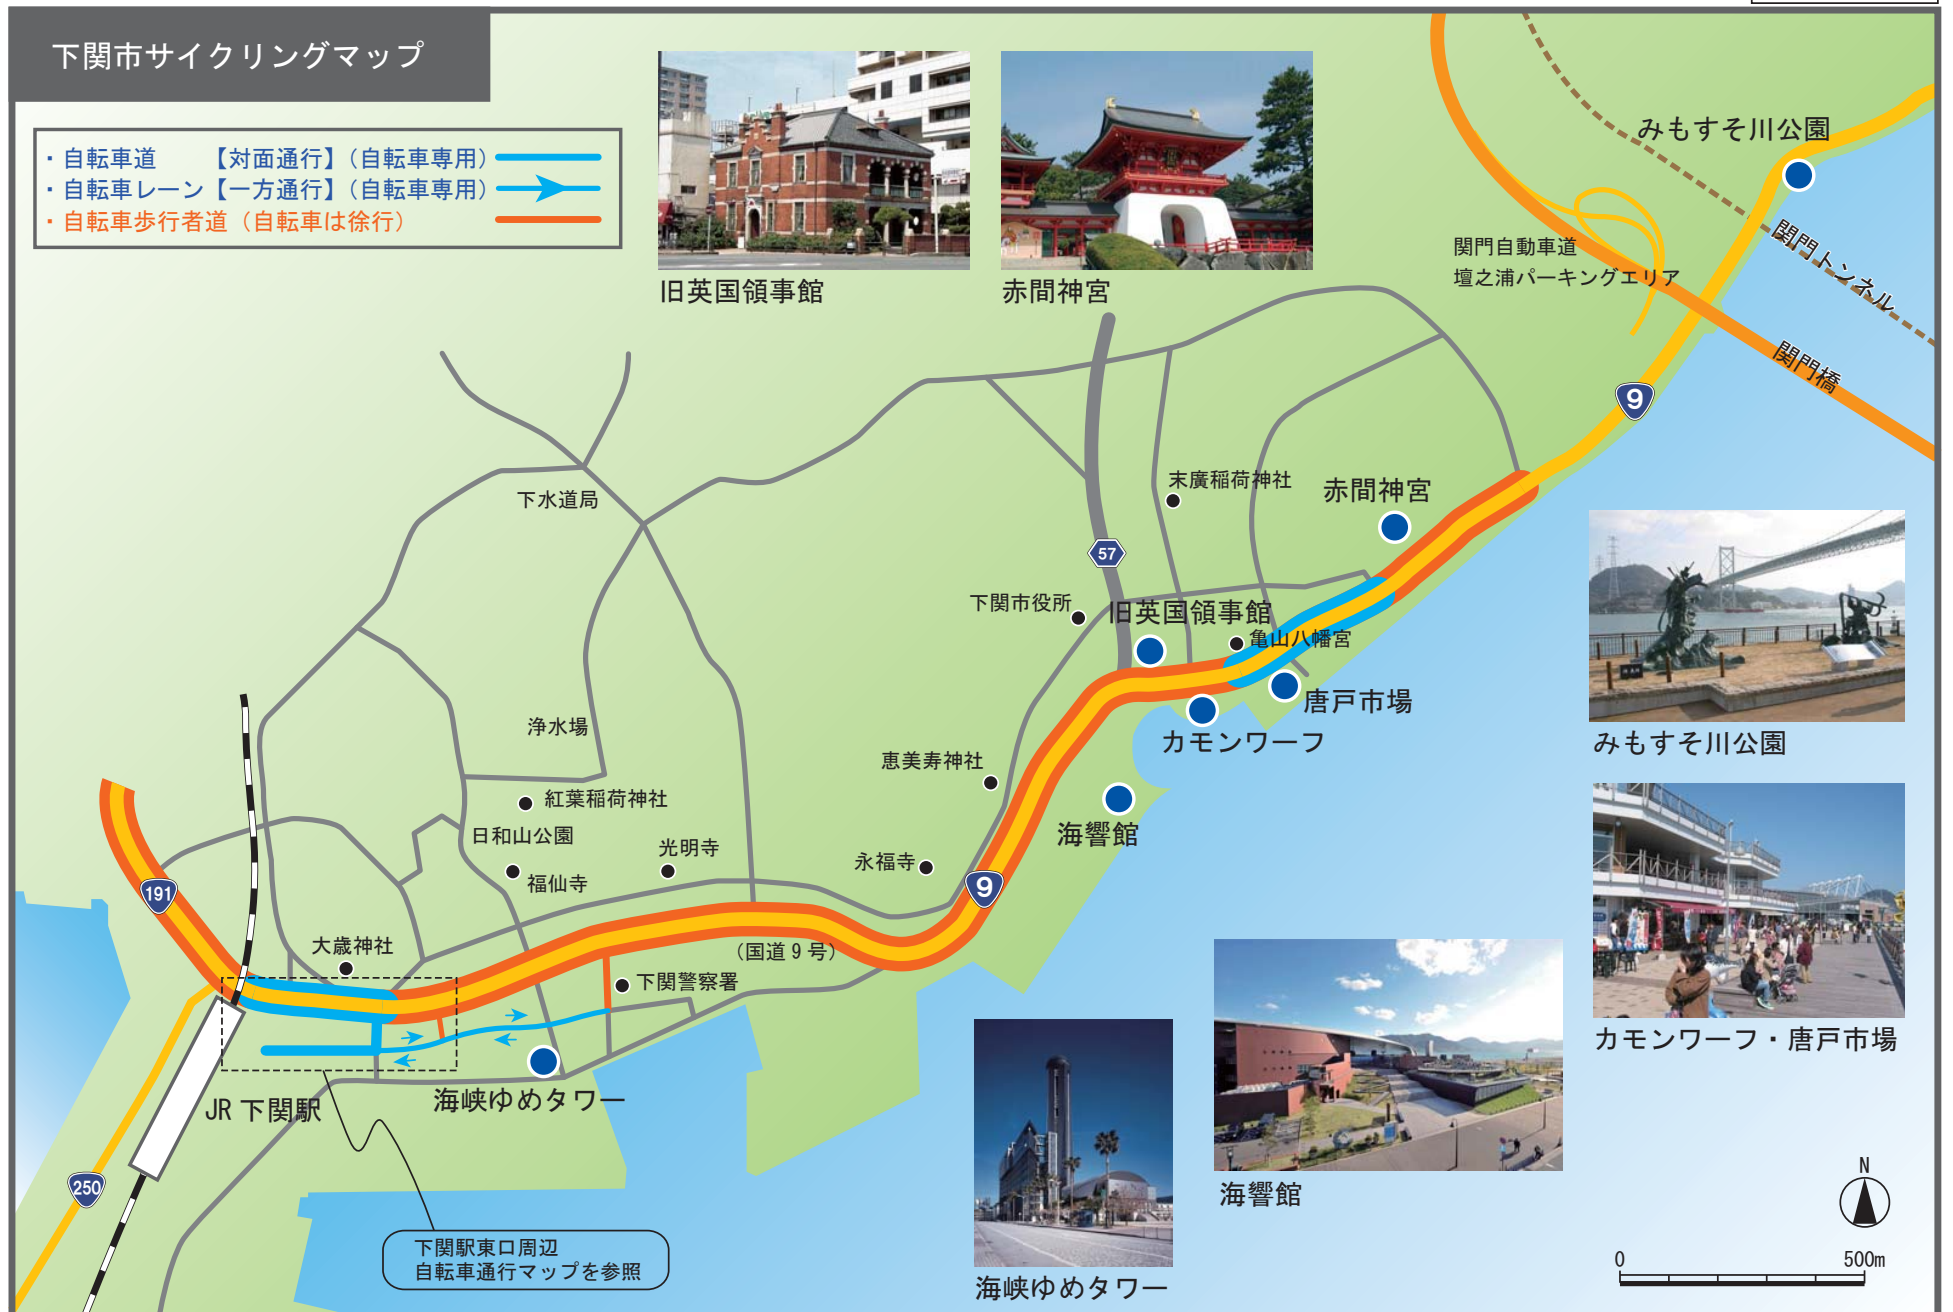 下関市サイクリングマップ
・自転車道　　【対面通行】（自転車専用）
・自転車レーン【一方通行】（自転車専用）
・自転車歩行者道（自転車は徐行）
旧英国領事館
赤間神宮
みもすそ川公園
関門自動車道
壇之浦パーキングエリア
関門トンネル
関門橋
9
下水道局
末廣稲荷神社
赤間神宮
57
下関市役所
旧英国領事館
亀山八幡宮
唐戸市場
カモンワーフ
みもすそ川公園
浄水場
恵美寿神社
紅葉稲荷神社
日和山公園
海響館
光明寺
永福寺
福仙寺
191
9
大歳神社
（国道9号）
下関警察署
カモンワーフ・唐戸市場
JR下関駅
海峡ゆめタワー
250
海響館
下関駅東口周辺
自転車通行マップを参照
海峡ゆめタワー
N
0
500m